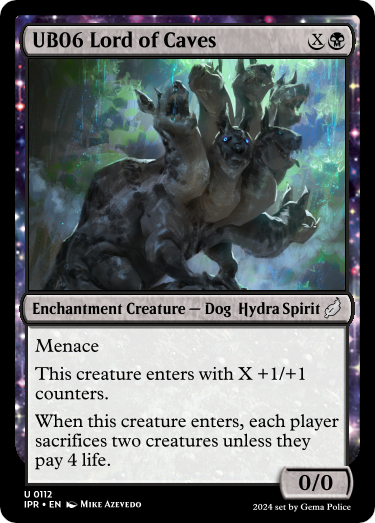 UB06 Lord of Caves X
Enchantment Creature — Dog Hydra Spirit
Menace
This creature enters with X +1/+1
counters.
When this creature enters, each player
sacrifices two creatures unless they
pay 4 life.
0/0
U 0112
IPR • EN Mike Azevedo
2024 set by Gema Police